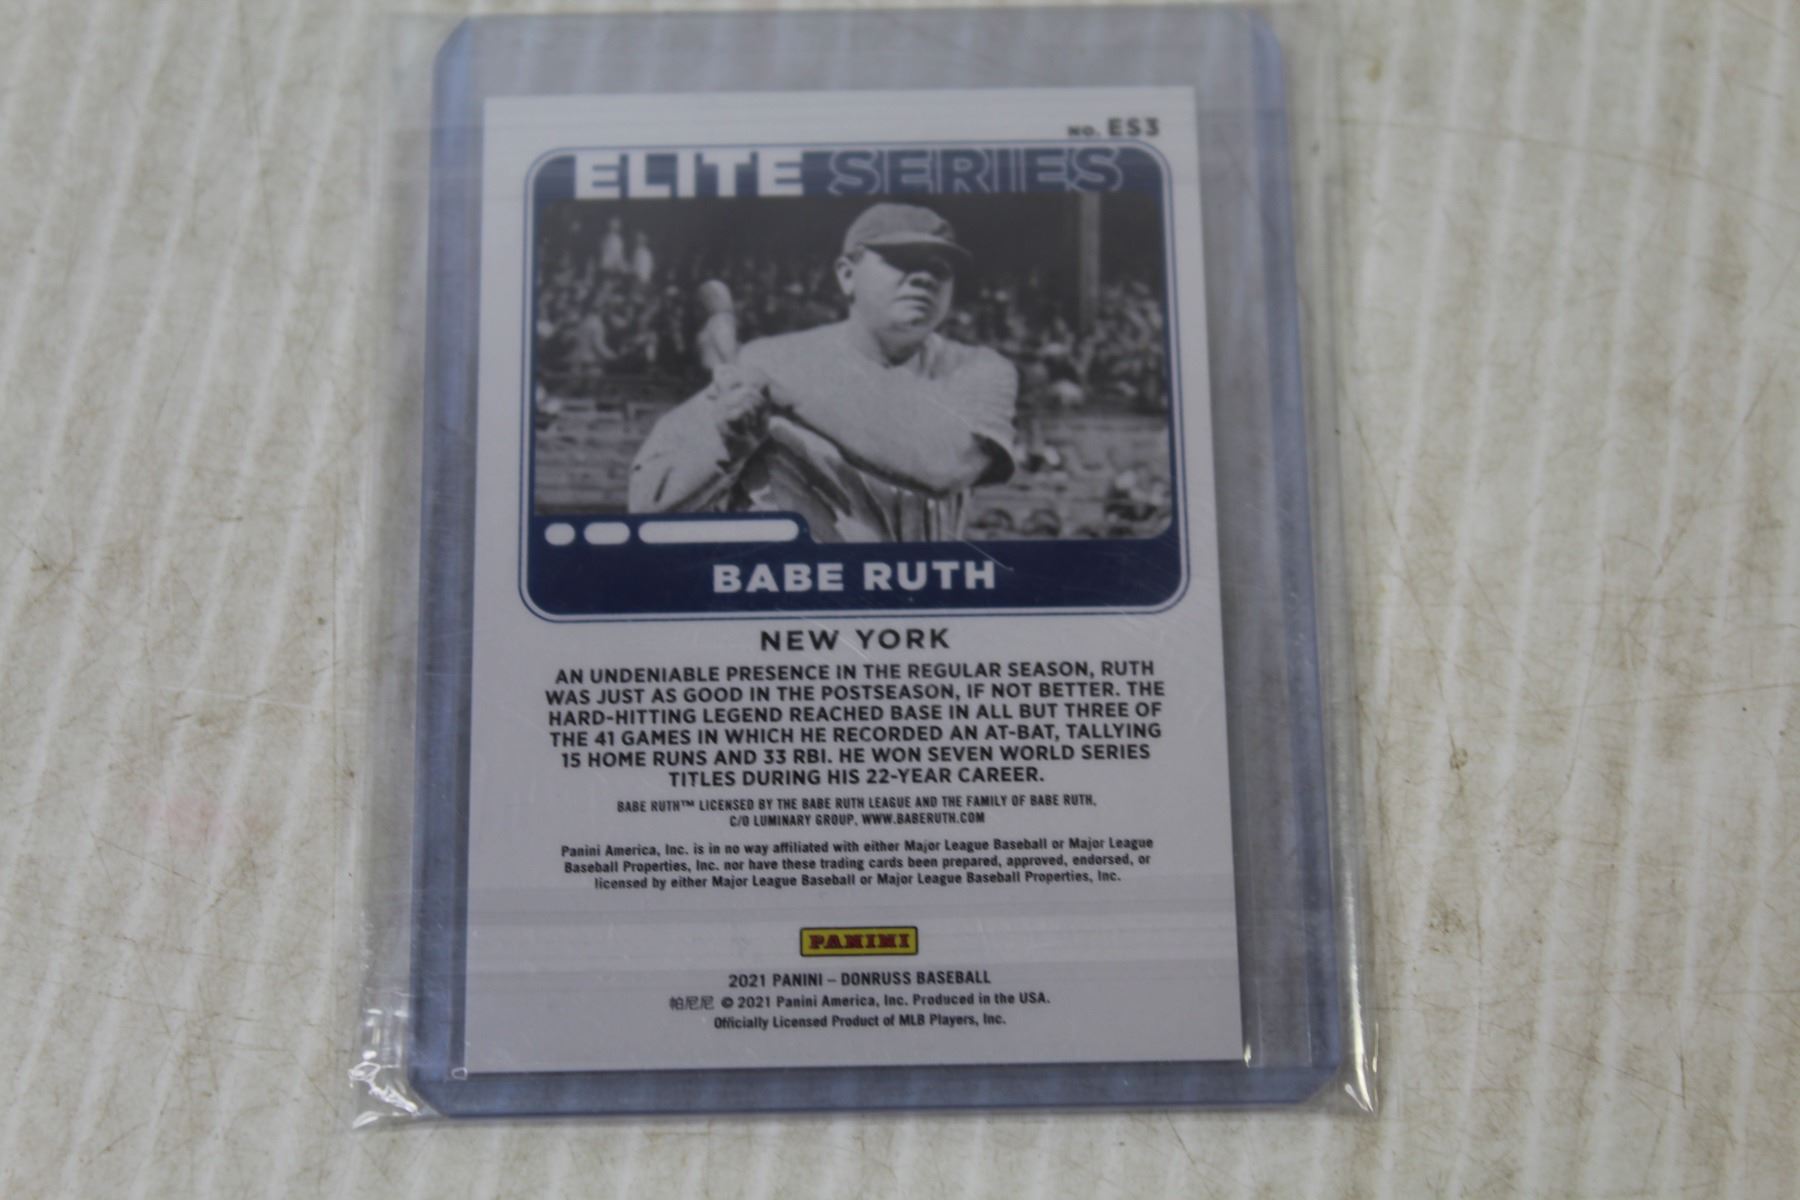 NO. ES3
ELITE SERIES
BABE RUTH
NEW YORK
AN UNDENIABLE PRESENCE IN THE REGULAR SEASON, RUTH
WAS JUST AS GOOD IN THE POSTSEASON, IF NOT BETTER. THE
HARD-HITTING LEGEND REACHED BASE IN ALL BUT THREE OF
THE 41 GAMES IN WHICH HE RECORDED AN AT-BAT, TALLYING
15 HOME RUNS AND 33 RBI. HE WON SEVEN WORLD SERIES
TITLES DURING HIS 22-YEAR CAREER.
BABE RUTH™ LICENSED BY THE BABE RUTH LEAGUE AND THE FAMILY OF BABE RUTH,
C/O LUMINARY GROUP, WWW.BABERUTH.COM
Panini America, Inc. is in no way affiliated with either Major League Baseball or Major League
Baseball Properties, Inc. nor have these trading cards been prepared, approved, endorsed, or
licensed by either Major League Baseball or Major League Baseball Properties, Inc.
PANINI
2021 PANINI – DONRUSS BASEBALL
帕尼尼 © 2021 Panini America, Inc. Produced in the USA.
Officially Licensed Product of MLB Players, Inc.